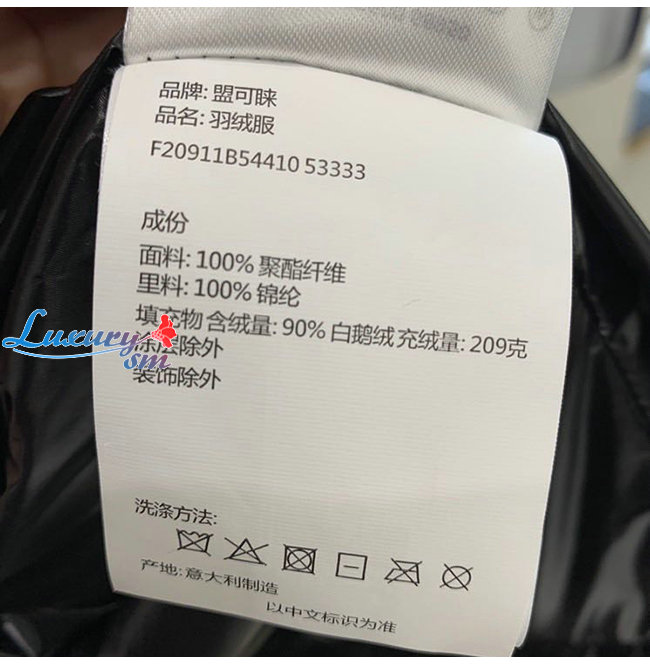 品牌: 盟可睐
品名: 羽绒服
F20911B54410 53333
成份
面料: 100% 聚酯纤维
里料: 100% 锦纶
填充物 含绒量: 90% 白鹅绒 充绒量: 209克
涂层除外
装饰除外
Luxury
sm
洗涤方法:
产地: 意大利制造
以中文标识为准